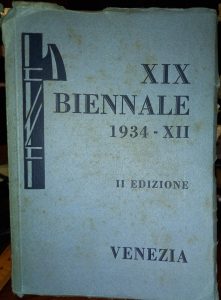 XIX
BIENNALE
1934 - XII
II EDIZIONE
VENEZIA